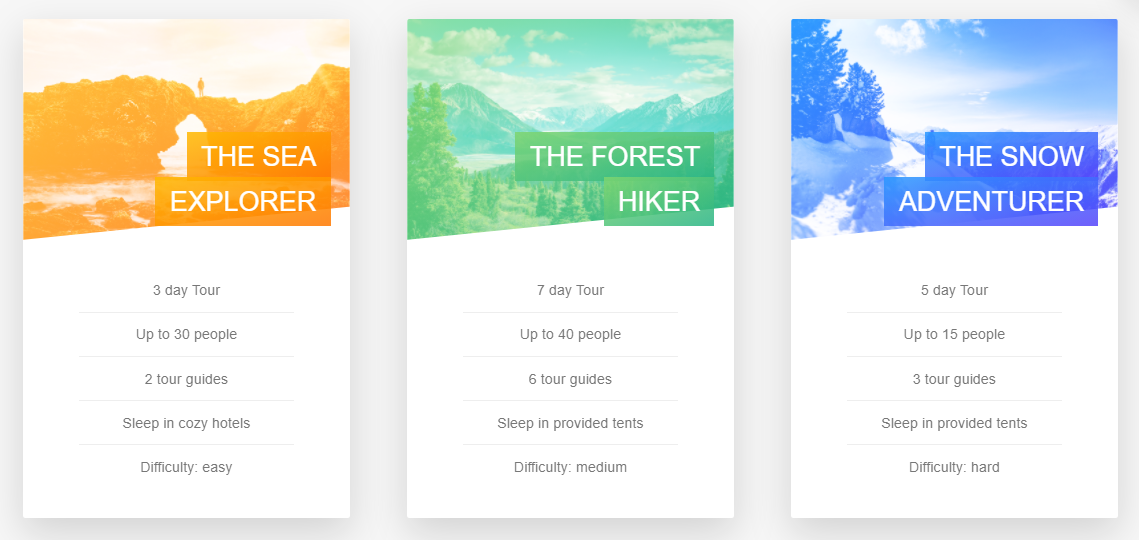 THE SEA
EXPLORER
3 day Tour
Up to 30 people
2 tour guides
Sleep in cozy hotels
Difficulty: easy
THE FOREST
HIKER
7 day Tour
Up to 40 people
6 tour guides
Sleep in provided tents
Difficulty: medium
THE SNOW
ADVENTURER
5 day Tour
Up to 15 people
3 tour guides
Sleep in provided tents
Difficulty: hard